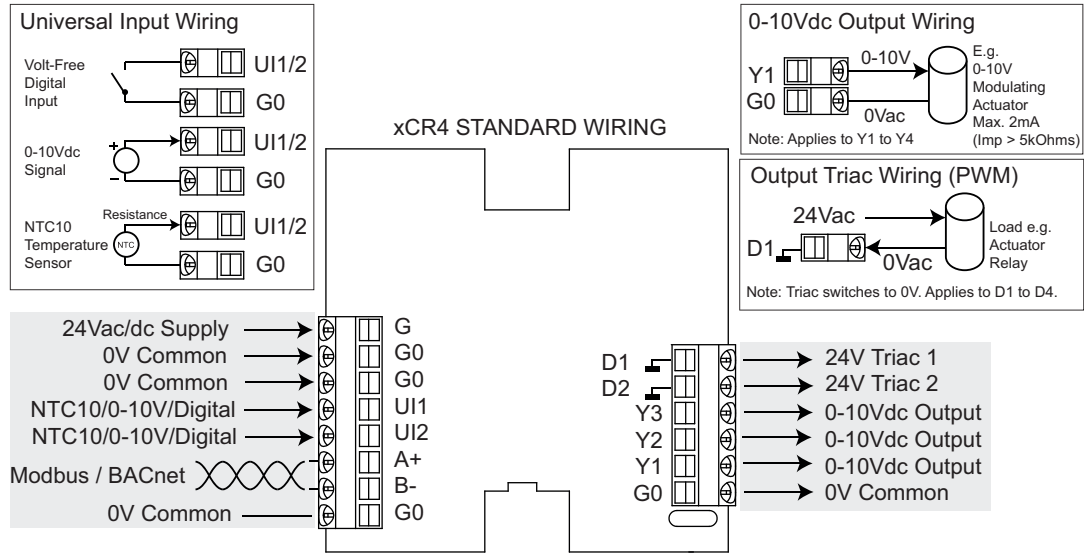 Universal Input Wiring
Volt-Free
Digital
Input
UI1/2
G0
0-10Vdc
Signal
+
-
UI1/2
G0
NTC10
Temperature
Sensor
Resistance
NTC
UI1/2
G0
xCR4 STANDARD WIRING
0-10Vdc Output Wiring
Y1
G0
0-10V
0Vac
E.g.
0-10V
Modulating
Actuator
Max. 2mA
(Imp > 5kOhms)
Note: Applies to Y1 to Y4
Output Triac Wiring (PWM)
24Vac
D1
0Vac
Load e.g.
Actuator
Relay
Note: Triac switches to 0V. Applies to D1 to D4.
24Vac/dc Supply G
0V Common G0
0V Common G0
NTC10/0-10V/Digital UI1
NTC10/0-10V/Digital UI2
Modbus / BACnet A+
B-
0V Common G0
D1 24V Triac 1
D2 24V Triac 2
Y3 0-10Vdc Output
Y2 0-10Vdc Output
Y1 0-10Vdc Output
G0 0V Common